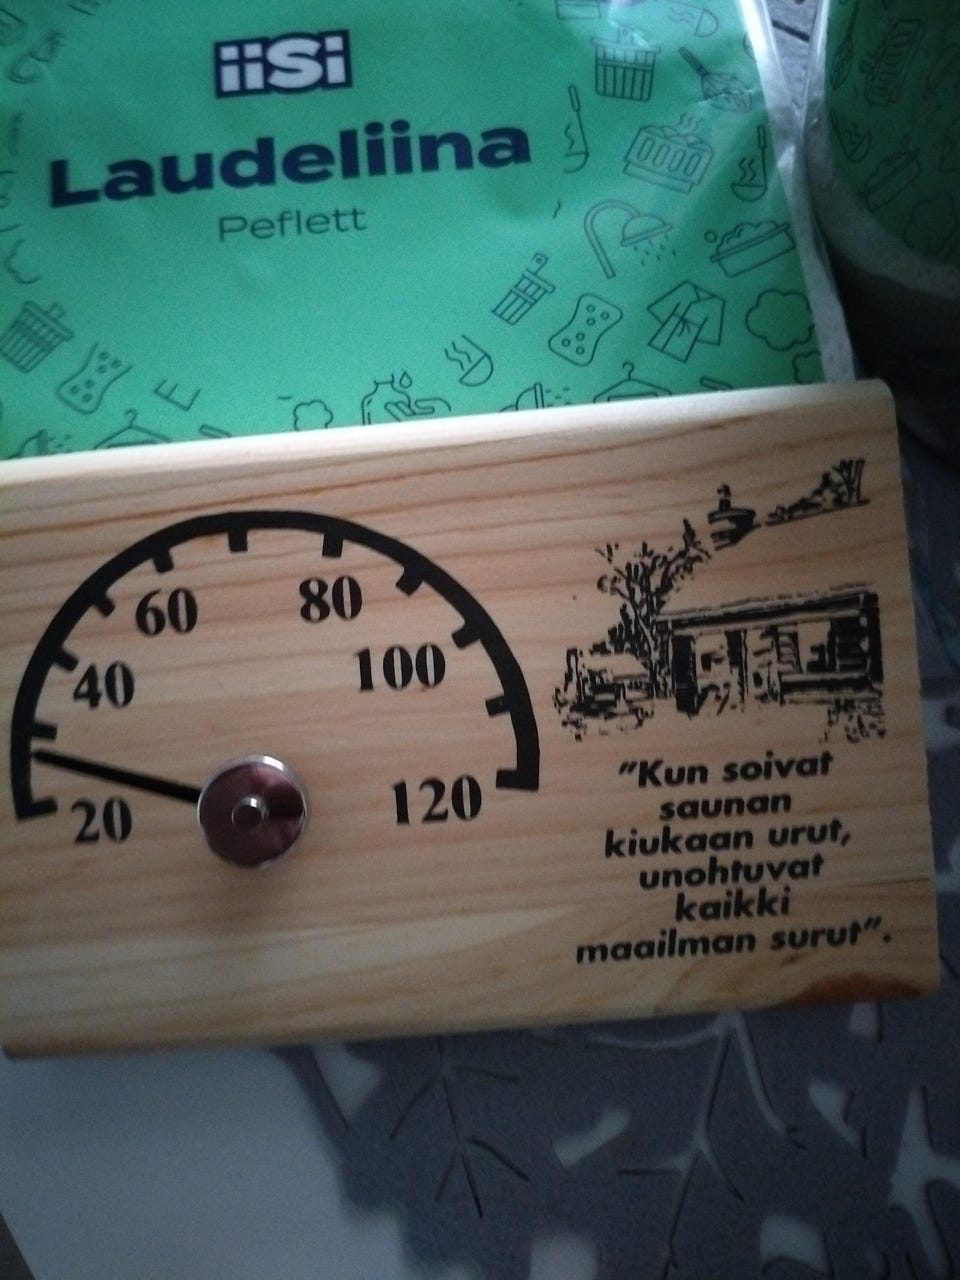 iiSi
Laudeliina
Peflett
60
80
40
100
20
120
"Kun soivat
saunan
kiukaan urut,
unohtuvat
kaikki
maailman surut".